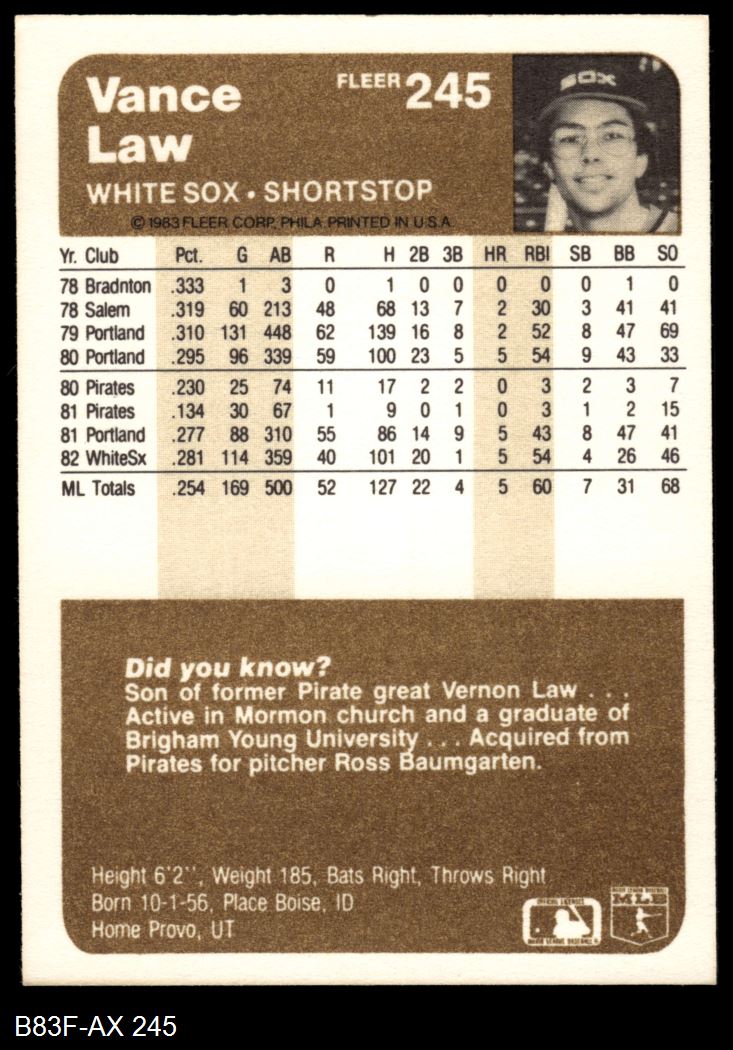 Vance
Law
FLEER 245
SOX
WHITE SOX • SHORTSTOP
© 1983 FLEER CORP. PHILA. PRINTED IN U.S.A.
Yr. Club Pct. G AB R H 2B 3B HR RBI SB BB SO
78 Bradnton .333 1 3 0 1 0 0 0 0 0 1 0
78 Salem .319 60 213 48 68 13 7 2 30 3 41 41
79 Portland .310 131 448 62 139 16 8 2 52 8 47 69
80 Portland .295 96 339 59 100 23 5 5 54 9 43 33
80 Pirates .230 25 74 11 17 2 2 0 3 2 3 7
81 Pirates .134 30 67 1 9 0 1 0 3 1 2 15
81 Portland .277 88 310 55 86 14 9 5 43 8 47 41
82 WhiteSx .281 114 359 40 101 20 1 5 54 4 26 46
ML Totals .254 169 500 52 127 22 4 5 60 7 31 68
Did you know?
Son of former Pirate great Vernon Law . . .
Active in Mormon church and a graduate of
Brigham Young University . . . Acquired from
Pirates for pitcher Ross Baumgarten.
Height 6'2'', Weight 185, Bats Right, Throws Right
Born 10-1-56, Place Boise, ID
Home Provo, UT
MLB
B83F-AX 245